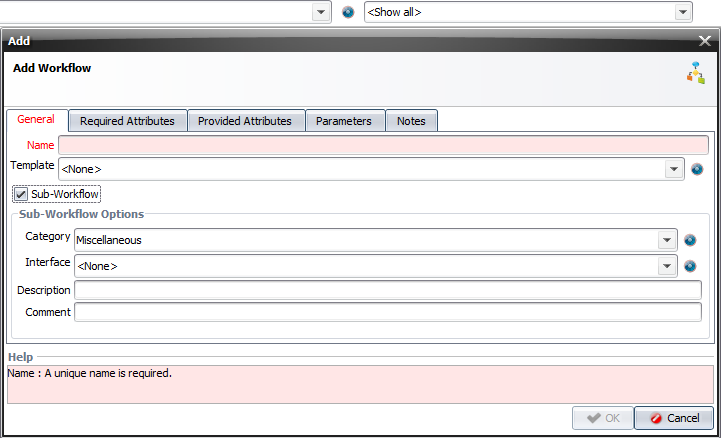 <Show all>
Add
Add Workflow
General Required Attributes Provided Attributes Parameters Notes
Name
Template <None>
Sub-Workflow
Sub-Workflow Options
Category Miscellaneous
Interface <None>
Description
Comment
Help
Name : A unique name is required.
OK Cancel